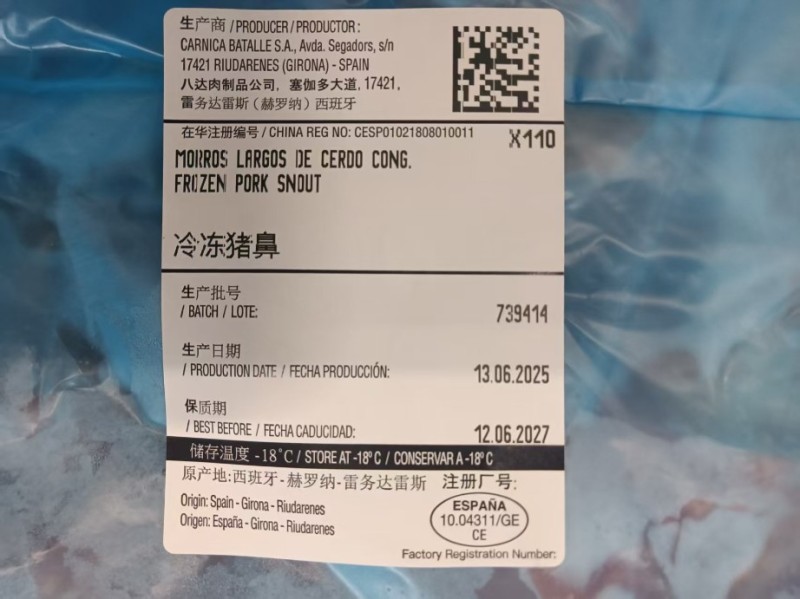 生产商 / PRODUCER / PRODUCTOR :
CARNICA BATALLE S.A., Avda. Segadors, s/n
17421 RIUDARENES (GIRONA) - SPAIN
八达肉制品公司, 塞伽多大道, 17421,
雷务达雷斯（赫罗纳）西班牙
在华注册编号 / CHINA REG NO: CESP01021808010011
X110
MORROS LARGOS DE CERDO CONG.
FROZEN PORK SNOUT
冷冻猪鼻
生产批号
/ BATCH / LOTE: 739414
生产日期
/ PRODUCTION DATE / FECHA PRODUCCIÓN: 13.06.2025
保质期
/ BEST BEFORE / FECHA CADUCIDAD: 12.06.2027
储存温度 -18°C / STORE AT -18º C / CONSERVAR A -18º C
原产地:西班牙-赫罗纳-雷务达雷斯
Origin: Spain - Girona - Riudarenes
Origen: España - Girona - Riudarenes
注册厂号:
ESPAÑA
10.04311/GE
CE
Factory Registration Number: